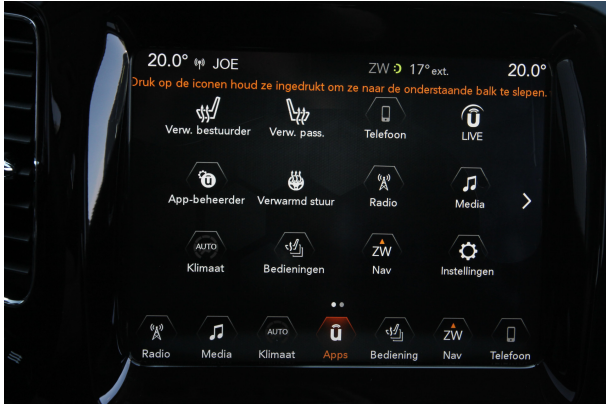 20.0° JOE ZW 17° ext. 20.0°
Druk op de iconen houd ze ingedrukt om ze naar de onderstaande balk te slepen.
Verw. bestuurder Verw. pass. Telefoon LIVE
App-beheerder Verwarmd stuur Radio Media
AUTO ZW
Klimaat Bedieningen Nav Instellingen
AUTO ZW
Radio Media Klimaat Apps Bediening Nav Telefoon